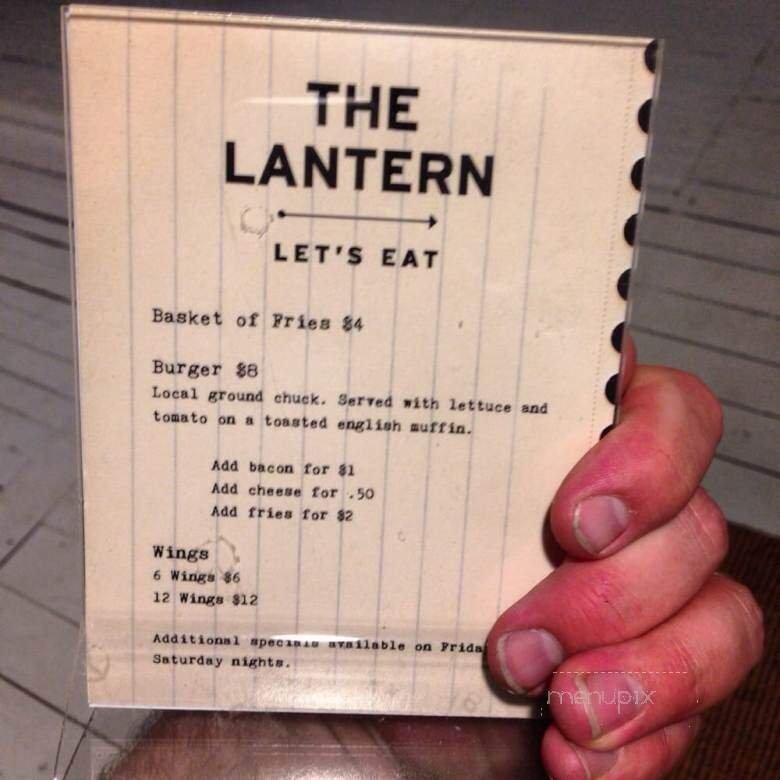 THE
LANTERN
LET'S EAT
Basket of Fries $4
Burger $8
Local ground chuck. Served with lettuce and
tomato on a toasted english muffin.
Add bacon for $1
Add cheese for .50
Add fries for $2
Wings
6 Wings $6
12 Wings $12
Additional specials available on
Saturday nights.
menupix